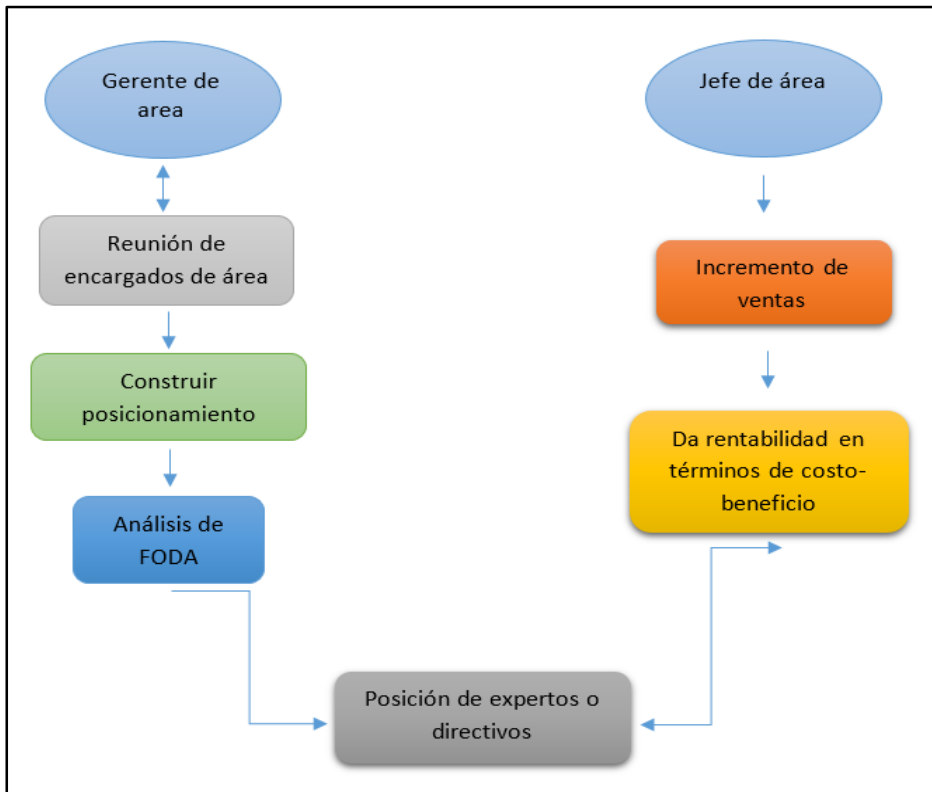 Gerente de
area
Reunión de
encargados de área
Construir
posicionamiento
Análisis de
FODA
Jefe de área
Incremento de
ventas
Da rentabilidad en
términos de costo-
beneficio
Posición de expertos o
directivos